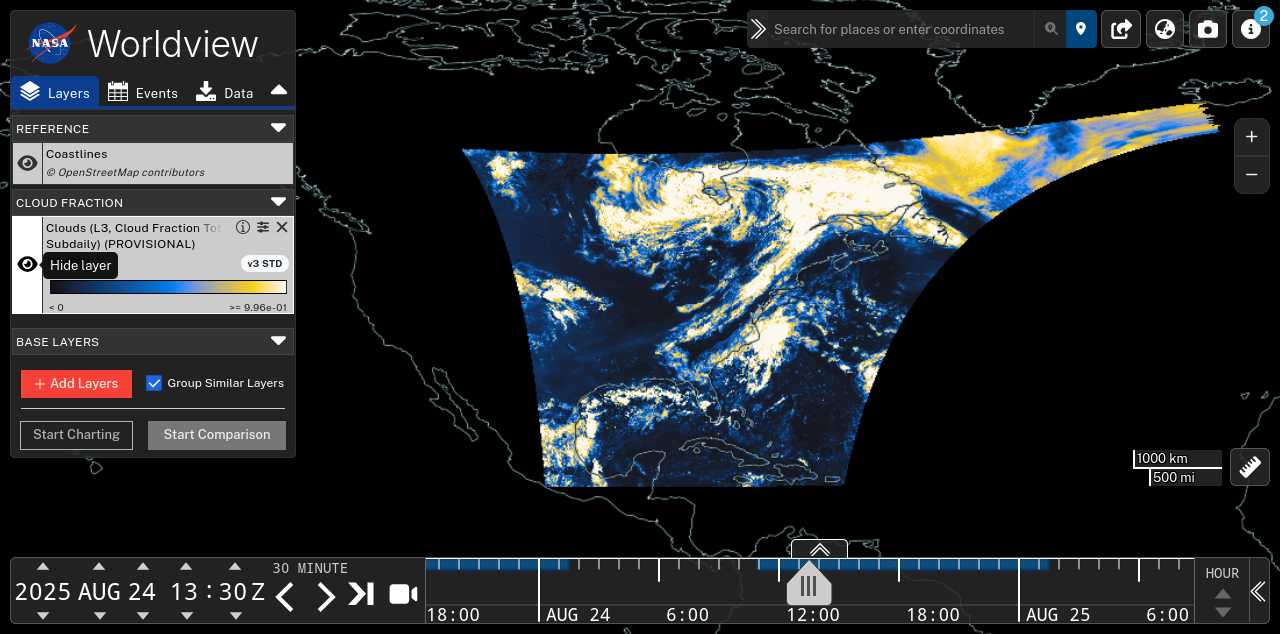 NASA
Worldview
Search for places or enter coordinates
2
Layers
Events
Data
REFERENCE
Coastlines
© OpenStreetMap contributors
CLOUD FRACTION
Clouds (L3, Cloud Fraction Tot
Subdaily) (PROVISIONAL)
Hide layer
v3 STD
< 0
>= 9.96e-01
BASE LAYERS
+ Add Layers
Group Similar Layers
Start Charting
Start Comparison
+
−
1000 km
500 mi
2025 AUG 24 13 : 30 Z
30 MINUTE
18:00
AUG 24
6:00
12:00
18:00
AUG 25
6:00
HOUR